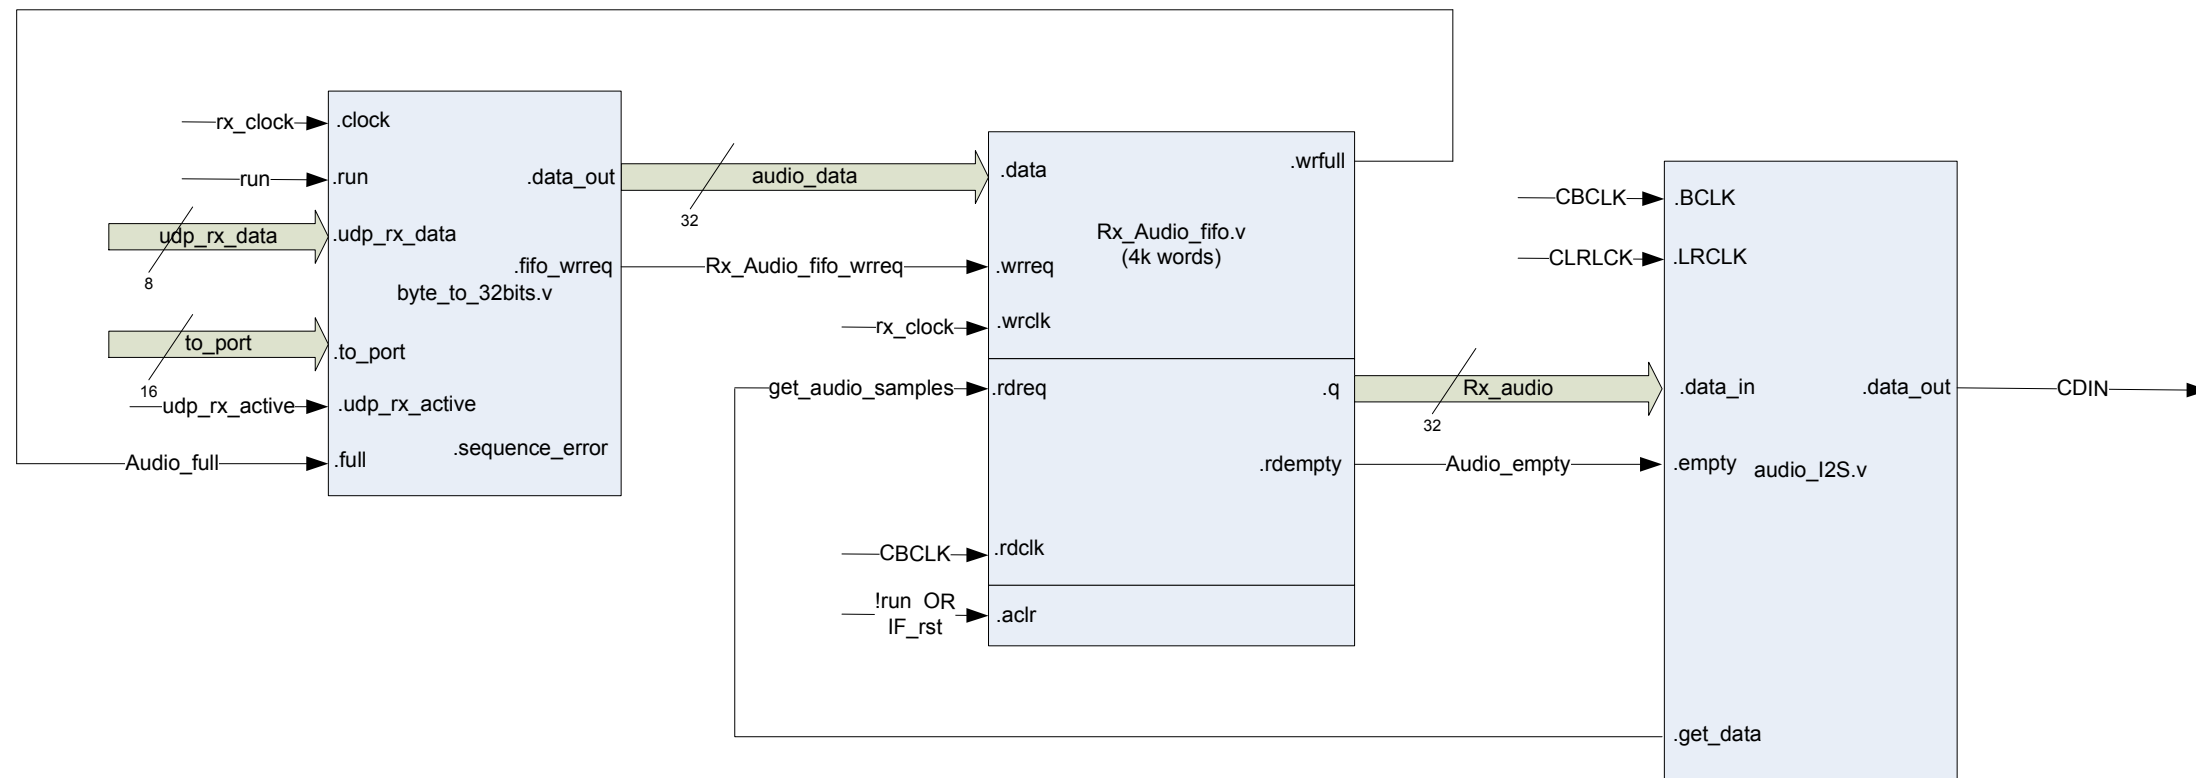 rx_clock
.clock
run
.run
.data_out
udp_rx_data
8
.udp_rx_data
.fifo_wrreq
byte_to_32bits.v
to_port
16
.to_port
udp_rx_active
.udp_rx_active
.sequence_error
Audio_full
.full
audio_data
32
Rx_Audio_fifo_wrreq
.data
.wrfull
Rx_Audio_fifo.v
(4k words)
.wrreq
rx_clock
.wrclk
get_audio_samples
.rdreq
.q
.rdempty
CBCLK
.rdclk
!run OR
IF_rst
.aclr
Rx_audio
32
Audio_empty
CBCLK
.BCLK
CLRLCK
.LRCLK
.data_in
.data_out
CDIN
.empty
audio_I2S.v
.get_data